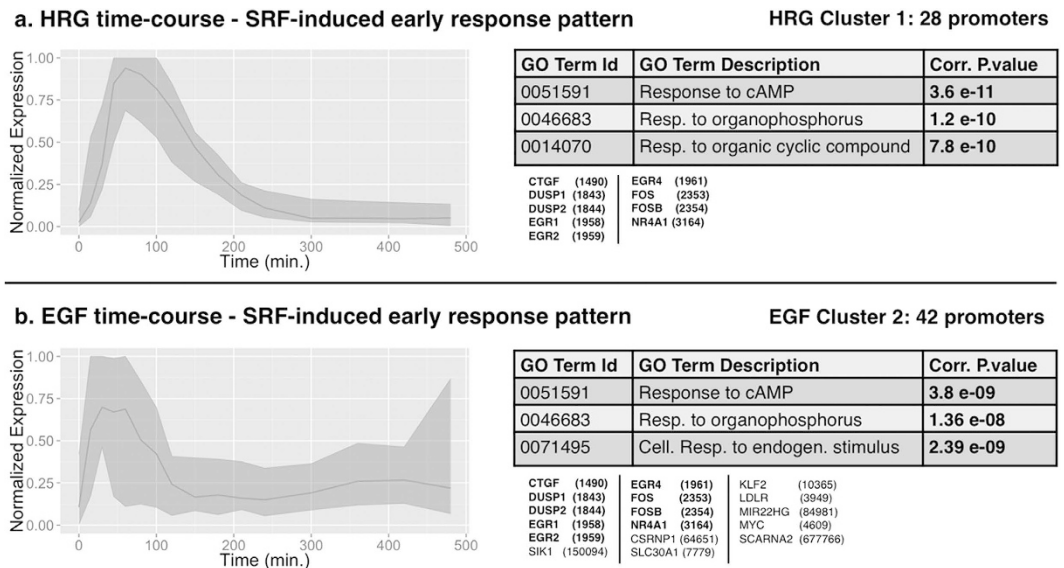 a. HRG time-course - SRF-induced early response pattern
HRG Cluster 1: 28 promoters
Normalized Expression
1.00
0.75
0.50
0.25
0.00
0 100 200 300 400 500
Time (min.)
GO Term Id GO Term Description Corr. P.value
0051591 Response to cAMP 3.6 e-11
0046683 Resp. to organophosphorus 1.2 e-10
0014070 Resp. to organic cyclic compound 7.8 e-10
CTGF (1490) EGR4 (1961)
DUSP1 (1843) FOS (2353)
DUSP2 (1844) FOSB (2354)
EGR1 (1958) NR4A1 (3164)
EGR2 (1959)
b. EGF time-course - SRF-induced early response pattern
EGF Cluster 2: 42 promoters
Normalized Expression
1.00
0.75
0.50
0.25
0.00
0 100 200 300 400 500
Time (min.)
GO Term Id GO Term Description Corr. P.value
0051591 Response to cAMP 3.8 e-09
0046683 Resp. to organophosphorus 1.36 e-08
0071495 Cell. Resp. to endogen. stimulus 2.39 e-09
CTGF (1490) EGR4 (1961) KLF2 (10365)
DUSP1 (1843) FOS (2353) LDLR (3949)
DUSP2 (1844) FOSB (2354) MIR22HG (84981)
EGR1 (1958) NR4A1 (3164) MYC (4609)
EGR2 (1959) CSRNP1 (64651) SCARNA2 (677766)
SIK1 (150094) SLC30A1 (7779)